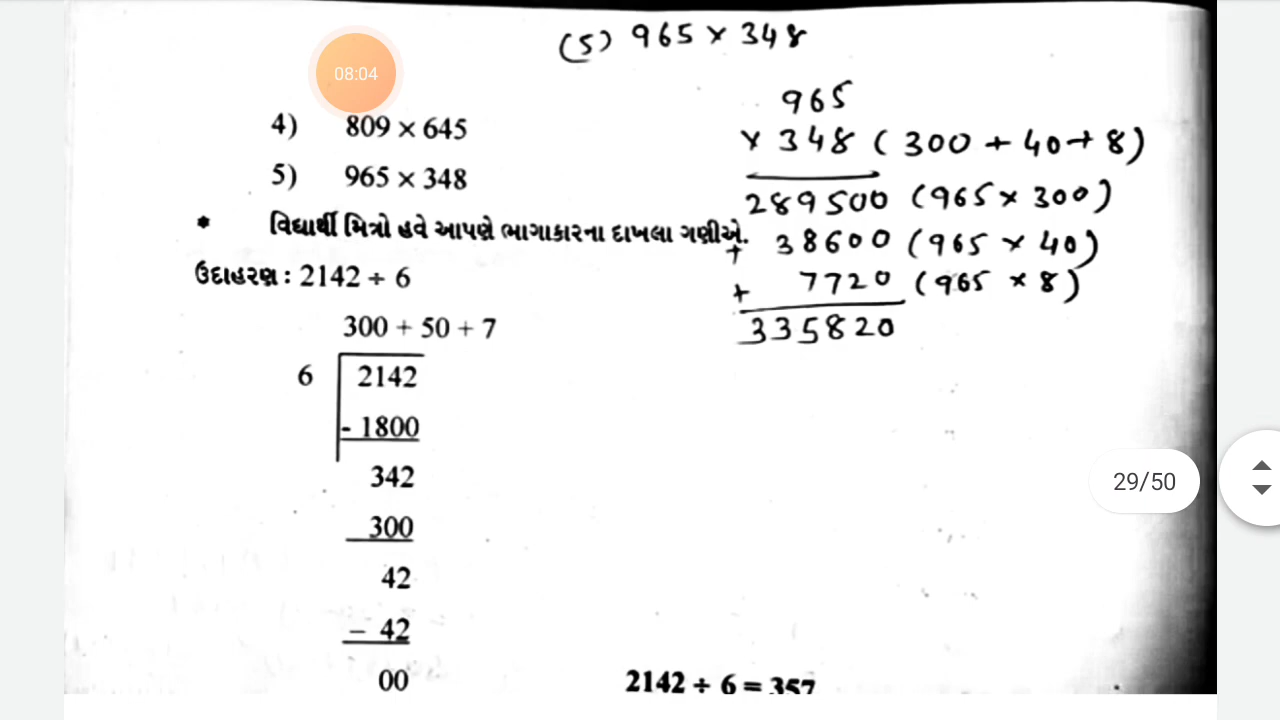 (5) 965 × 348
08:04
4) 809 × 645
5) 965 × 348
965
× 348 ( 300 + 40 + 8)
289500 (965 × 300)
+ 38600 (965 × 40)
+ 7720 (965 × 8)
335820
* વિદ્યાર્થી મિત્રો હવે આપણે ભાગાકારના દાખલા ગણીએ.
ઉદાહરણ : 2142 ÷ 6
300 + 50 + 7
6 2142
- 1800
342
300
42
– 42
00
2142 ÷ 6 = 357
29/50